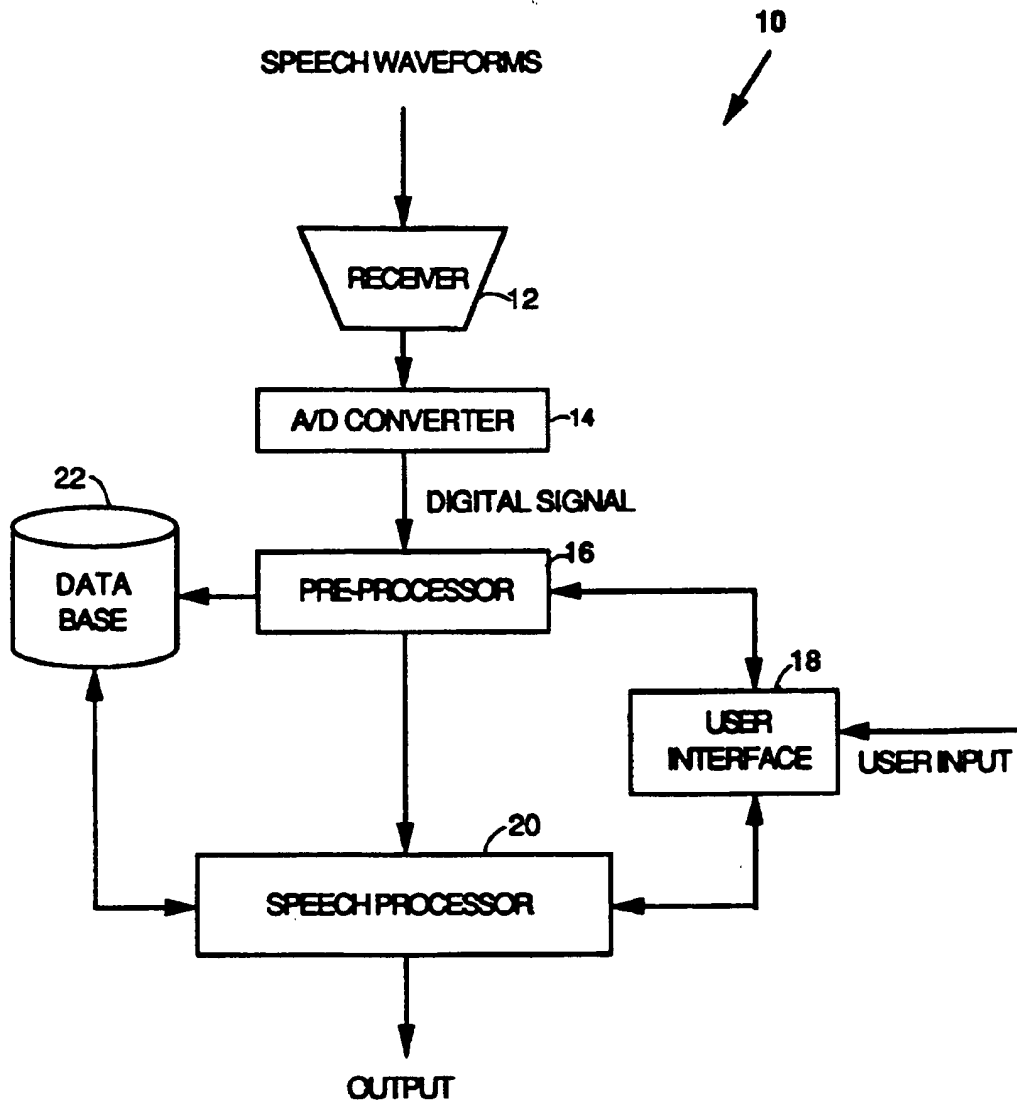 10
SPEECH WAVEFORMS
RECEIVER
12
A/D CONVERTER
14
DIGITAL SIGNAL
22
DATA
BASE
16
PRE-PROCESSOR
18
USER
INTERFACE
USER INPUT
20
SPEECH PROCESSOR
OUTPUT